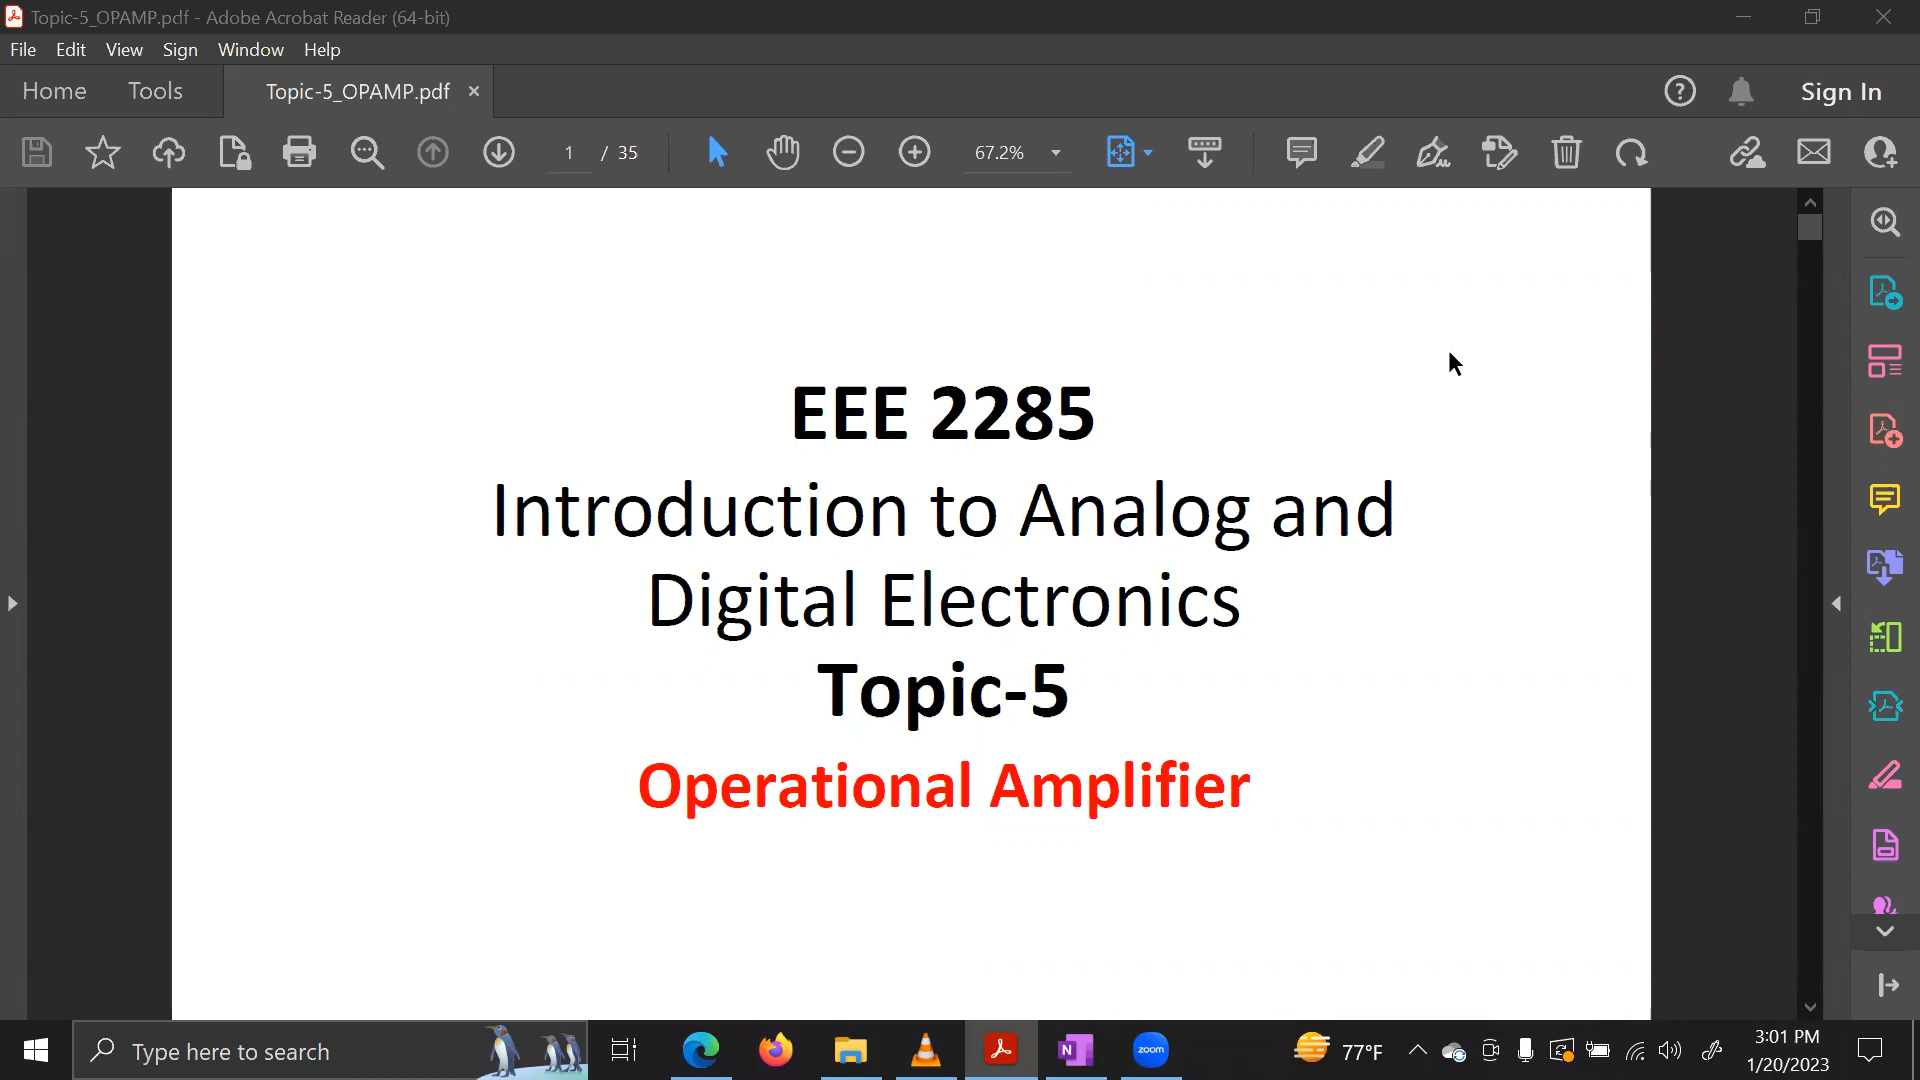 Topic-5_OPAMP.pdf - Adobe Acrobat Reader (64-bit)
File Edit View Sign Window Help
Home Tools Topic-5_OPAMP.pdf × Sign In
1 / 35 67.2%
EEE 2285
Introduction to Analog and
Digital Electronics
Topic-5
Operational Amplifier
Type here to search
zoom
77°F
3:01 PM
1/20/2023